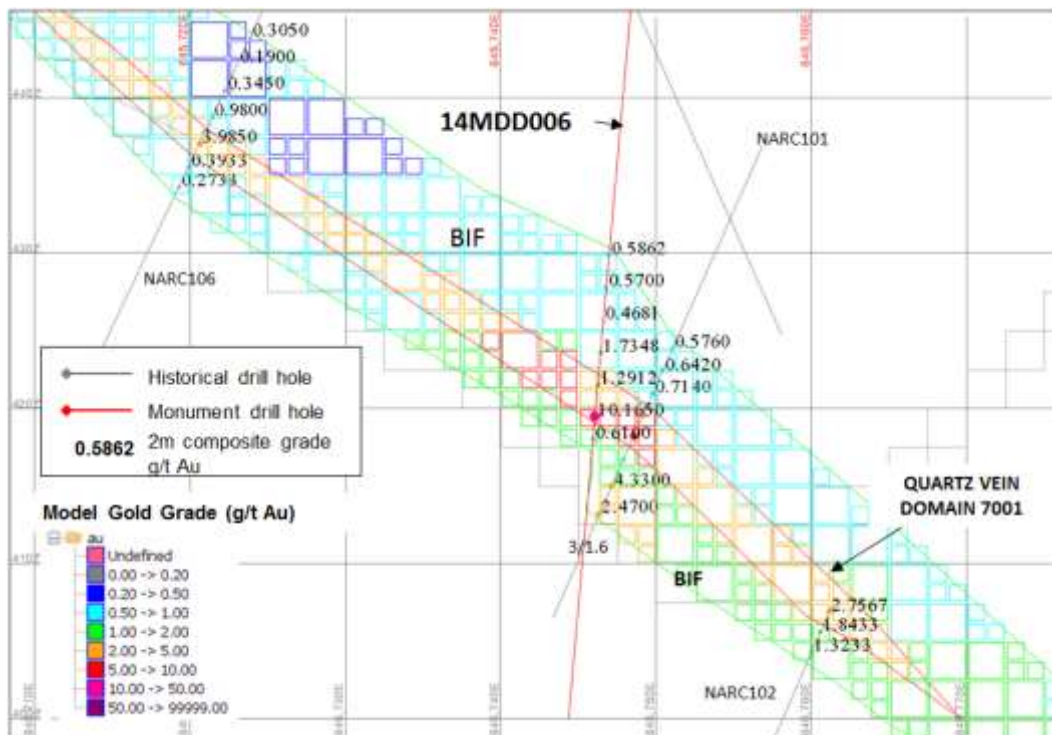 0.3050
0.1900
0.3450
0.9800
3.9850
0.3933
0.2733
14MDD006
NARC101
BIF
NARC106
0.5862
0.5700
0.4681
1.7348
1.2912
10.1650
0.6100
4.3300
2.4700
3/1.6
0.5760
0.6420
0.7140
Historical drill hole
Monument drill hole
0.5862 2m composite grade
g/t Au
QUARTZ VEIN
DOMAIN 7001
BIF
2.7567
1.8433
1.3233
NARC102
Model Gold Grade (g/t Au)
au
Undefined
0.00 -> 0.20
0.20 -> 0.50
0.50 -> 1.00
1.00 -> 2.00
2.00 -> 5.00
5.00 -> 10.00
10.00 -> 50.00
50.00 -> 99999.00